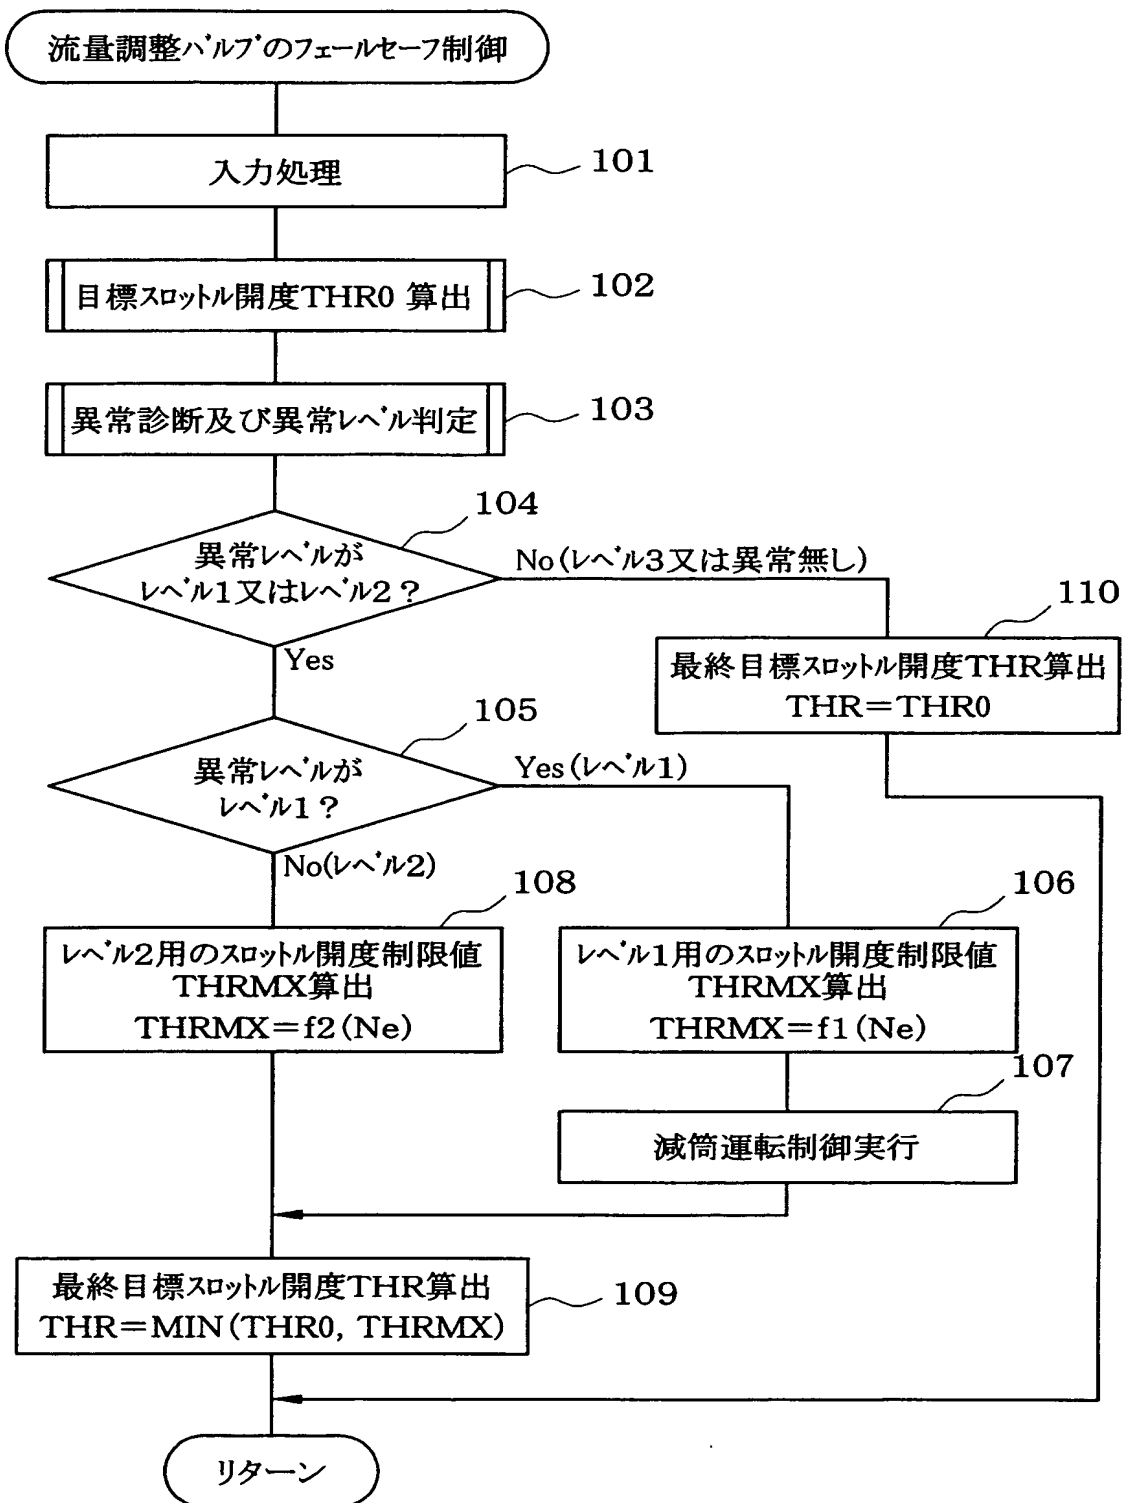 流量調整バルブのフェールセーフ制御
入力処理
101
目標スロットル開度THR0 算出
102
異常診断及び異常レベル判定
103
104
異常レベルが
レベル1又はレベル2？
No(レベル3又は異常無し)
Yes
110
最終目標スロットル開度THR算出
THR＝THR0
105
異常レベルが
レベル1？
Yes(レベル1)
No(レベル2)
108
レベル2用のスロットル開度制限値
THRMX算出
THRMX＝f2(Ne)
106
レベル1用のスロットル開度制限値
THRMX算出
THRMX＝f1(Ne)
107
減筒運転制御実行
最終目標スロットル開度THR算出
THR＝MIN(THR0, THRMX)
109
リターン